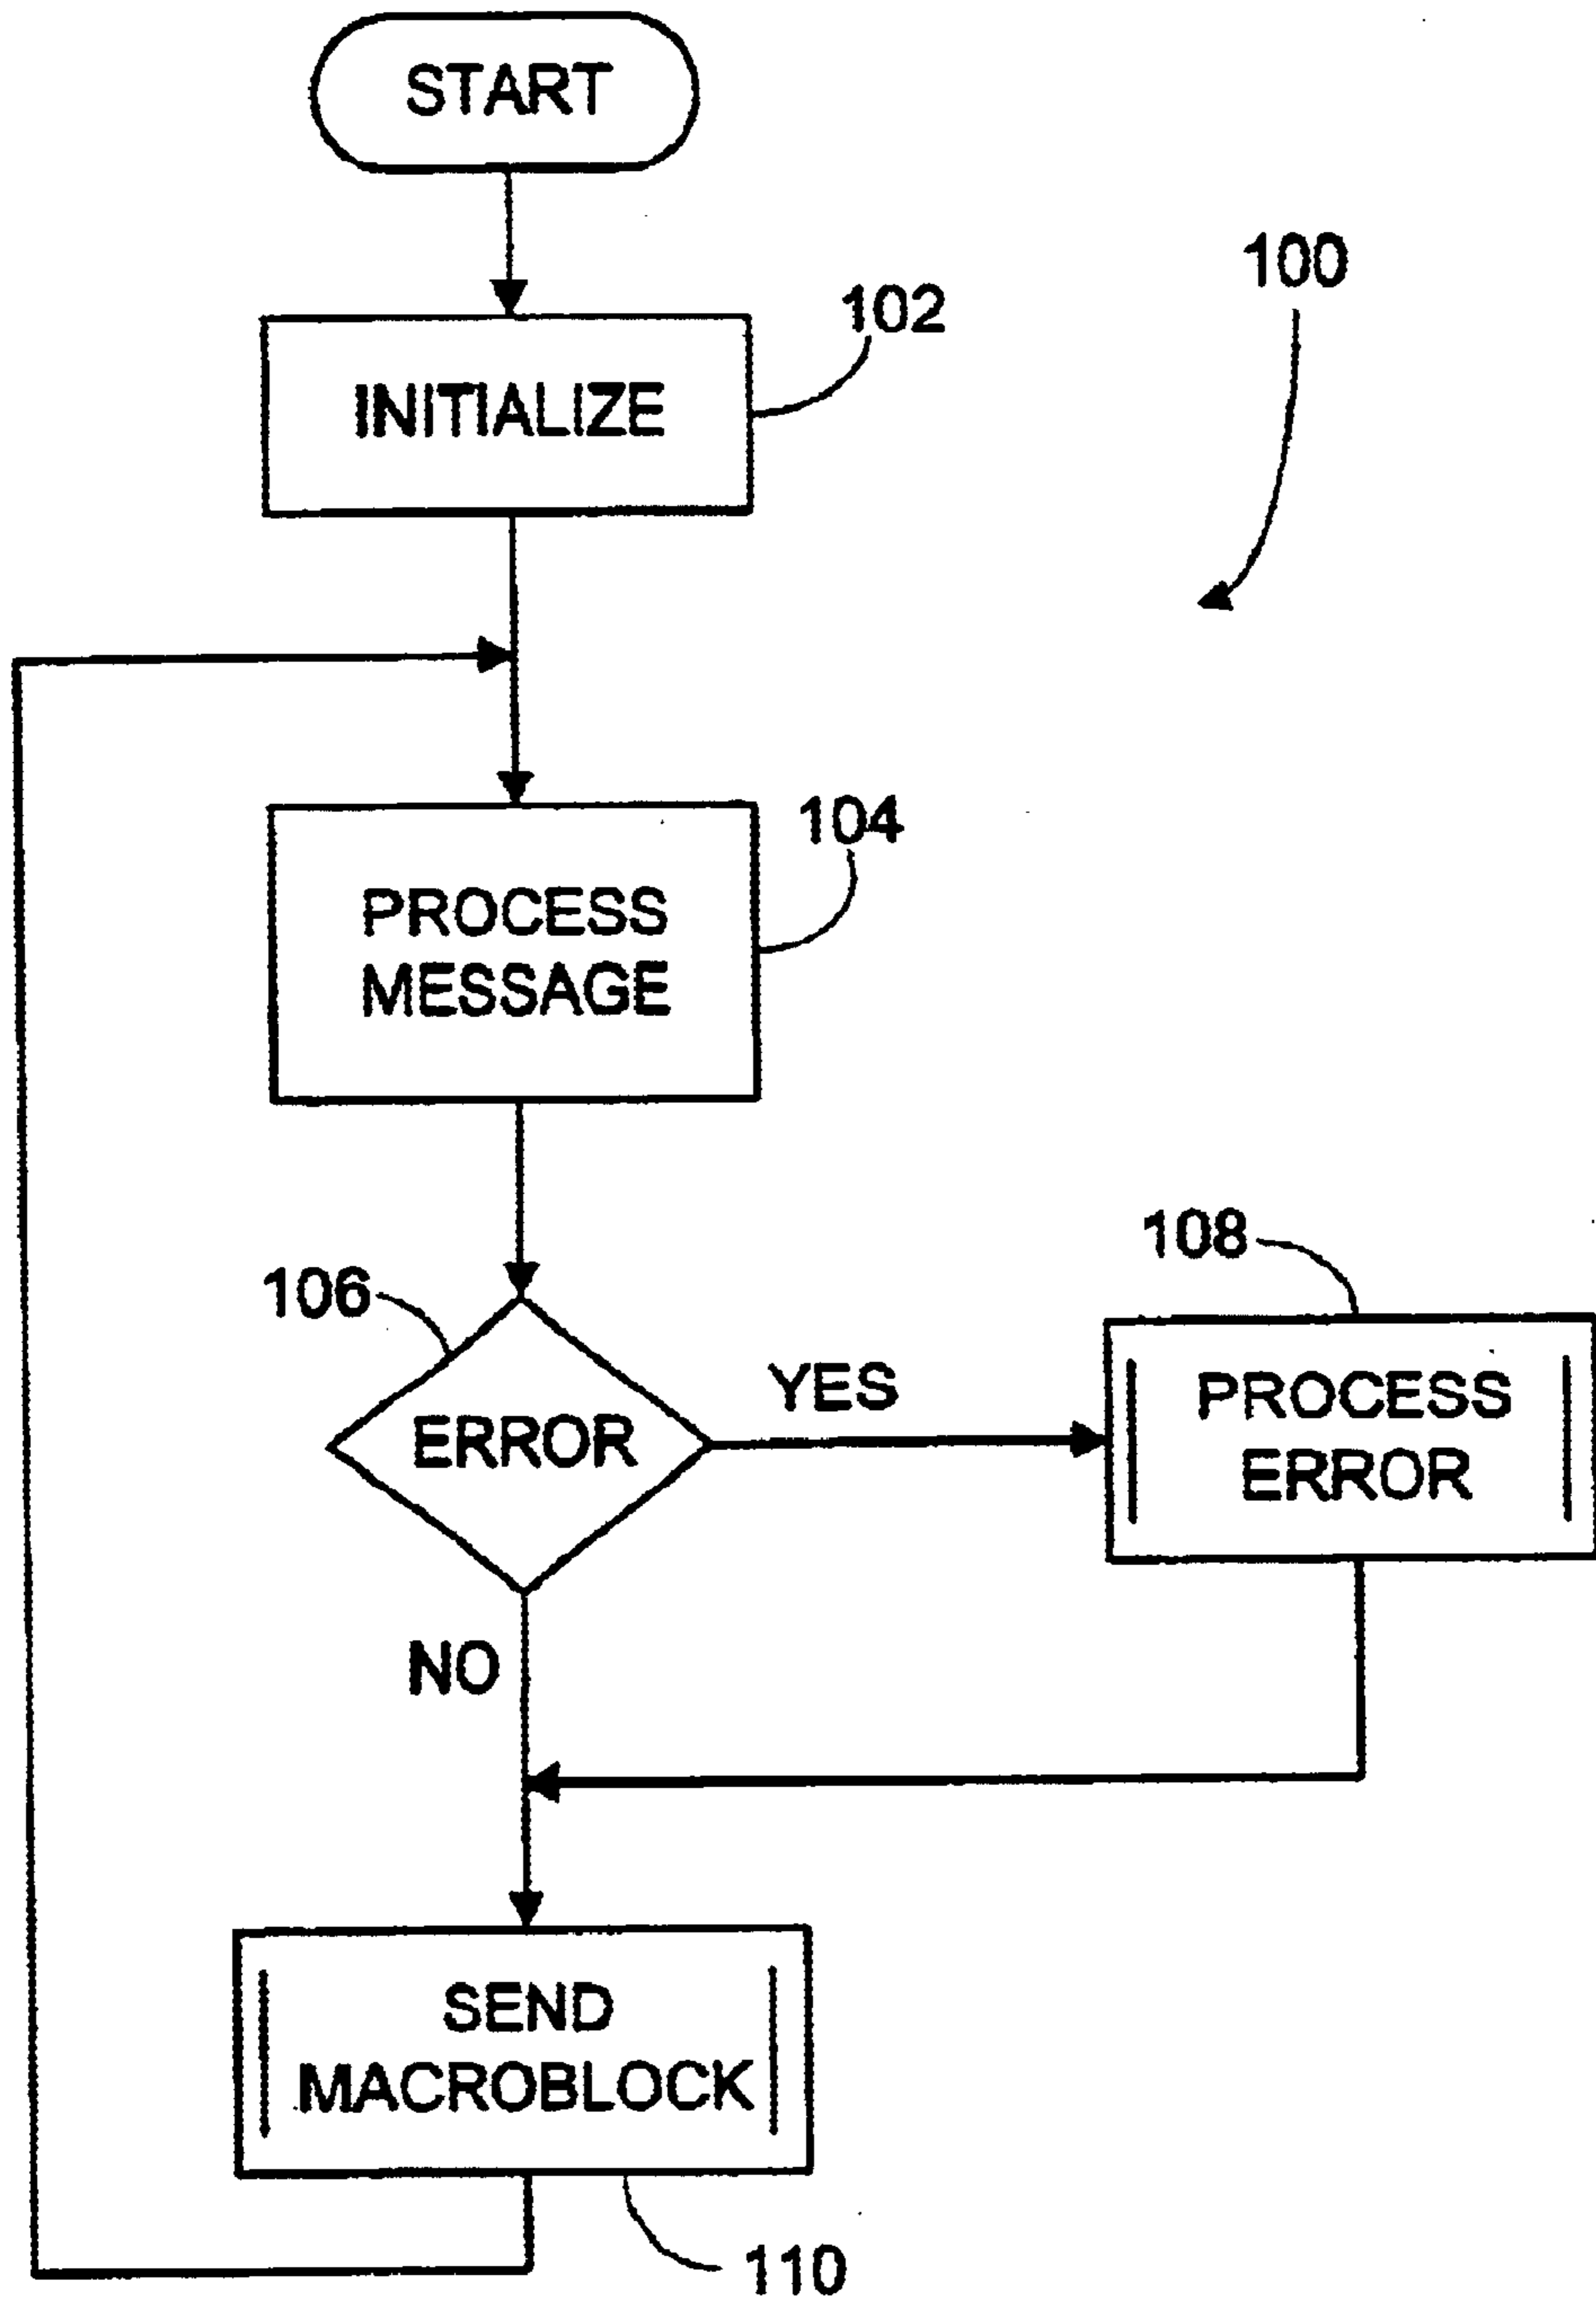 START
100
102
INITIALIZE
104
PROCESS
MESSAGE
108
106
YES
PROCESS
ERROR
ERROR
NO
SEND
MACROBLOCK
110